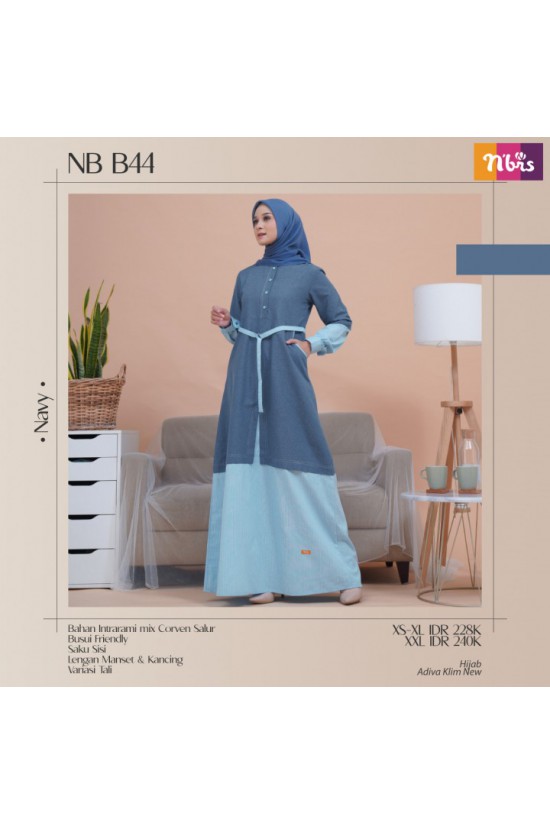 NB B44
N'brs
• Navy •
Bahan Intrarami mix Corven Salur
Busui Friendly
Saku Sisi
Lengan Manset & Kancing
Variasi Tali
XS-XL IDR 228K
XXL IDR 240K
Hijab
Adiva Klim New